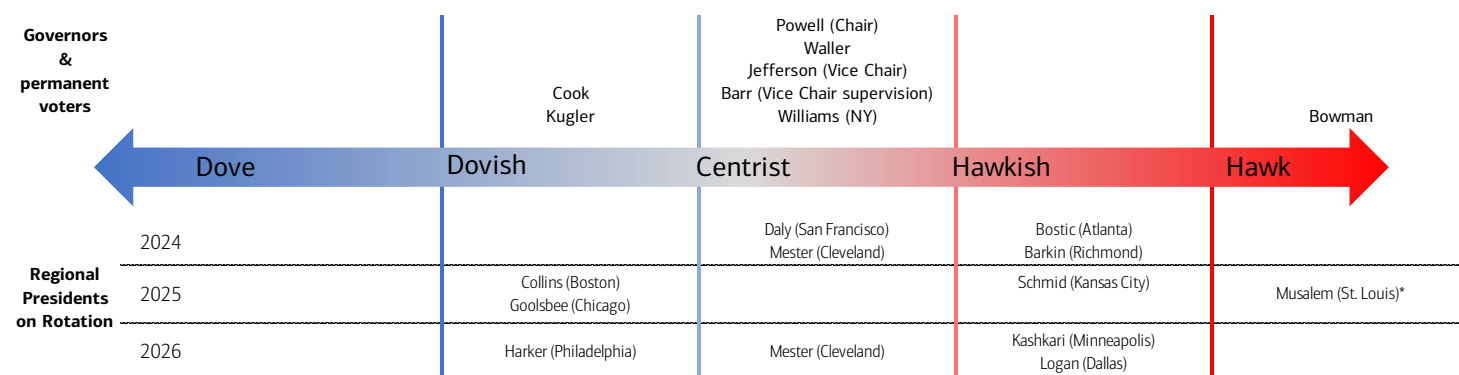 Governors
&
permanent
voters
Cook
Kugler
Powell (Chair)
Waller
Jefferson (Vice Chair)
Barr (Vice Chair supervision)
Williams (NY)
Bowman
Dove
Dovish
Centrist
Hawkish
Hawk
Regional
Presidents
on Rotation
2024
Daly (San Francisco)
Mester (Cleveland)
Bostic (Atlanta)
Barkin (Richmond)
2025
Collins (Boston)
Goolsbee (Chicago)
Schmid (Kansas City)
Musalem (St. Louis)*
2026
Harker (Philadelphia)
Mester (Cleveland)
Kashkari (Minneapolis)
Logan (Dallas)